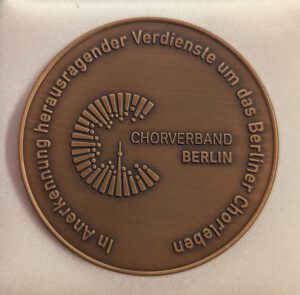 In Anerkennung herausragender Verdienste um das Berliner Chorleben
CHORVERBAND
BERLIN